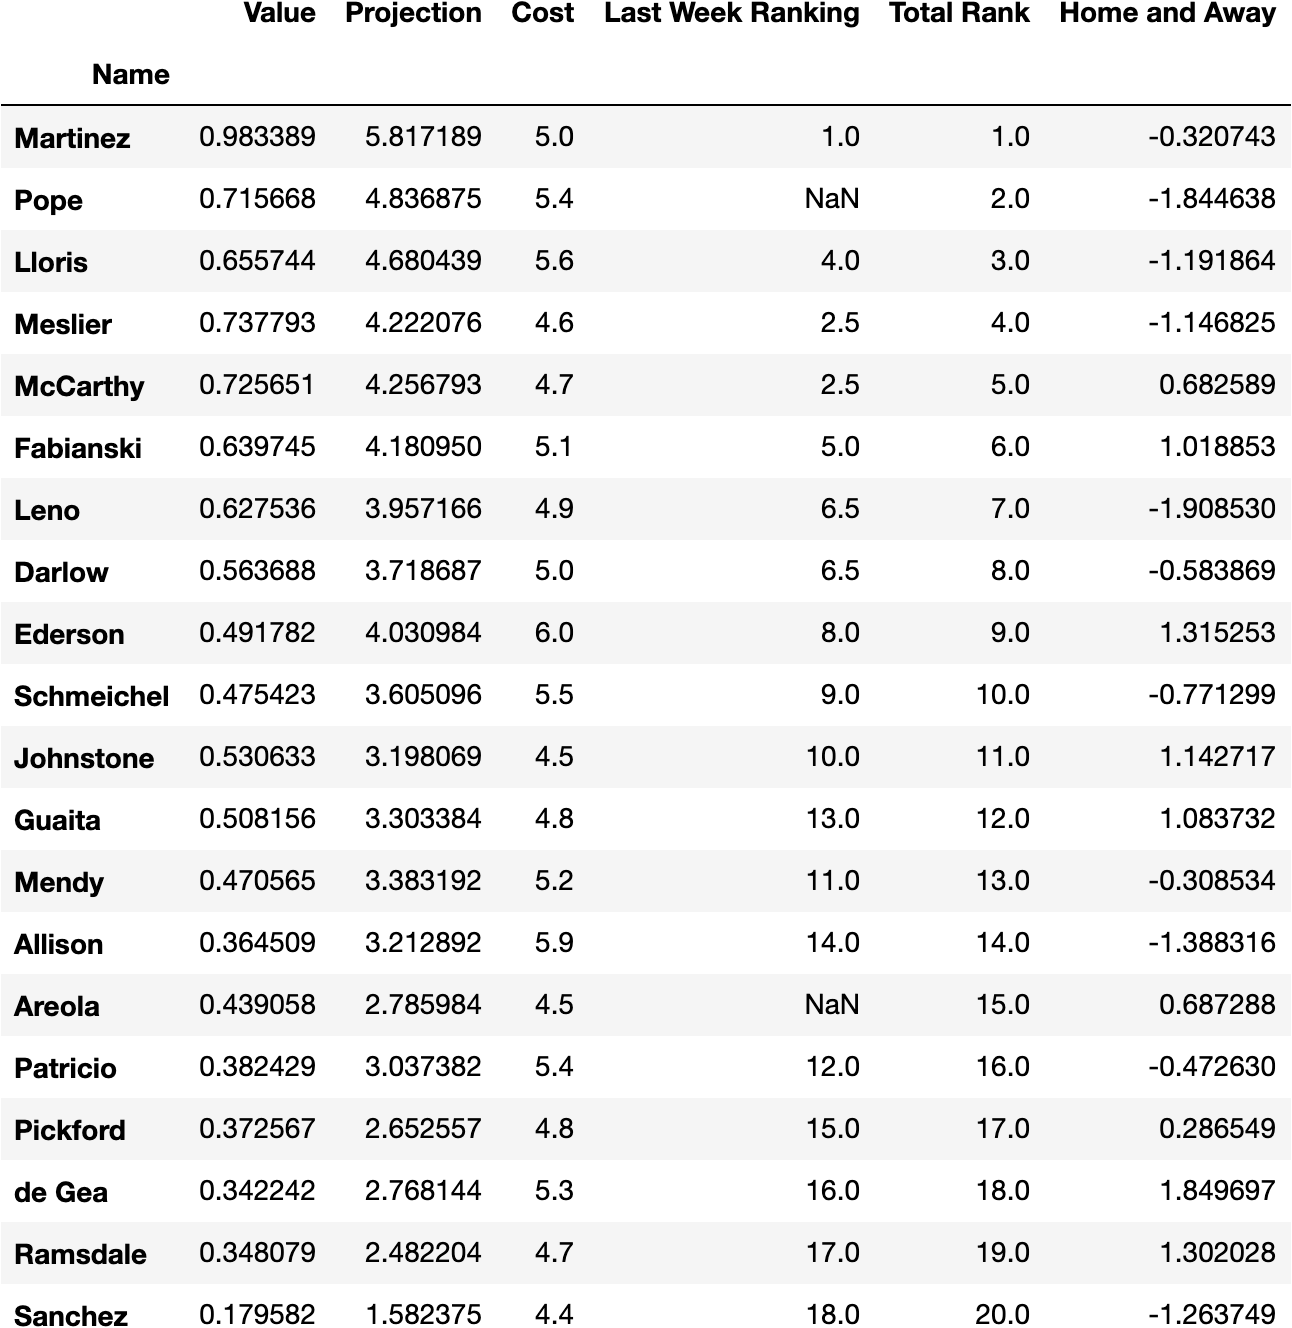 Value Projection Cost Last Week Ranking Total Rank Home and Away
Name
Martinez 0.983389 5.817189 5.0 1.0 1.0 -0.320743
Pope 0.715668 4.836875 5.4 NaN 2.0 -1.844638
Lloris 0.655744 4.680439 5.6 4.0 3.0 -1.191864
Meslier 0.737793 4.222076 4.6 2.5 4.0 -1.146825
McCarthy 0.725651 4.256793 4.7 2.5 5.0 0.682589
Fabianski 0.639745 4.180950 5.1 5.0 6.0 1.018853
Leno 0.627536 3.957166 4.9 6.5 7.0 -1.908530
Darlow 0.563688 3.718687 5.0 6.5 8.0 -0.583869
Ederson 0.491782 4.030984 6.0 8.0 9.0 1.315253
Schmeichel 0.475423 3.605096 5.5 9.0 10.0 -0.771299
Johnstone 0.530633 3.198069 4.5 10.0 11.0 1.142717
Guaita 0.508156 3.303384 4.8 13.0 12.0 1.083732
Mendy 0.470565 3.383192 5.2 11.0 13.0 -0.308534
Allison 0.364509 3.212892 5.9 14.0 14.0 -1.388316
Areola 0.439058 2.785984 4.5 NaN 15.0 0.687288
Patricio 0.382429 3.037382 5.4 12.0 16.0 -0.472630
Pickford 0.372567 2.652557 4.8 15.0 17.0 0.286549
de Gea 0.342242 2.768144 5.3 16.0 18.0 1.849697
Ramsdale 0.348079 2.482204 4.7 17.0 19.0 1.302028
Sanchez 0.179582 1.582375 4.4 18.0 20.0 -1.263749